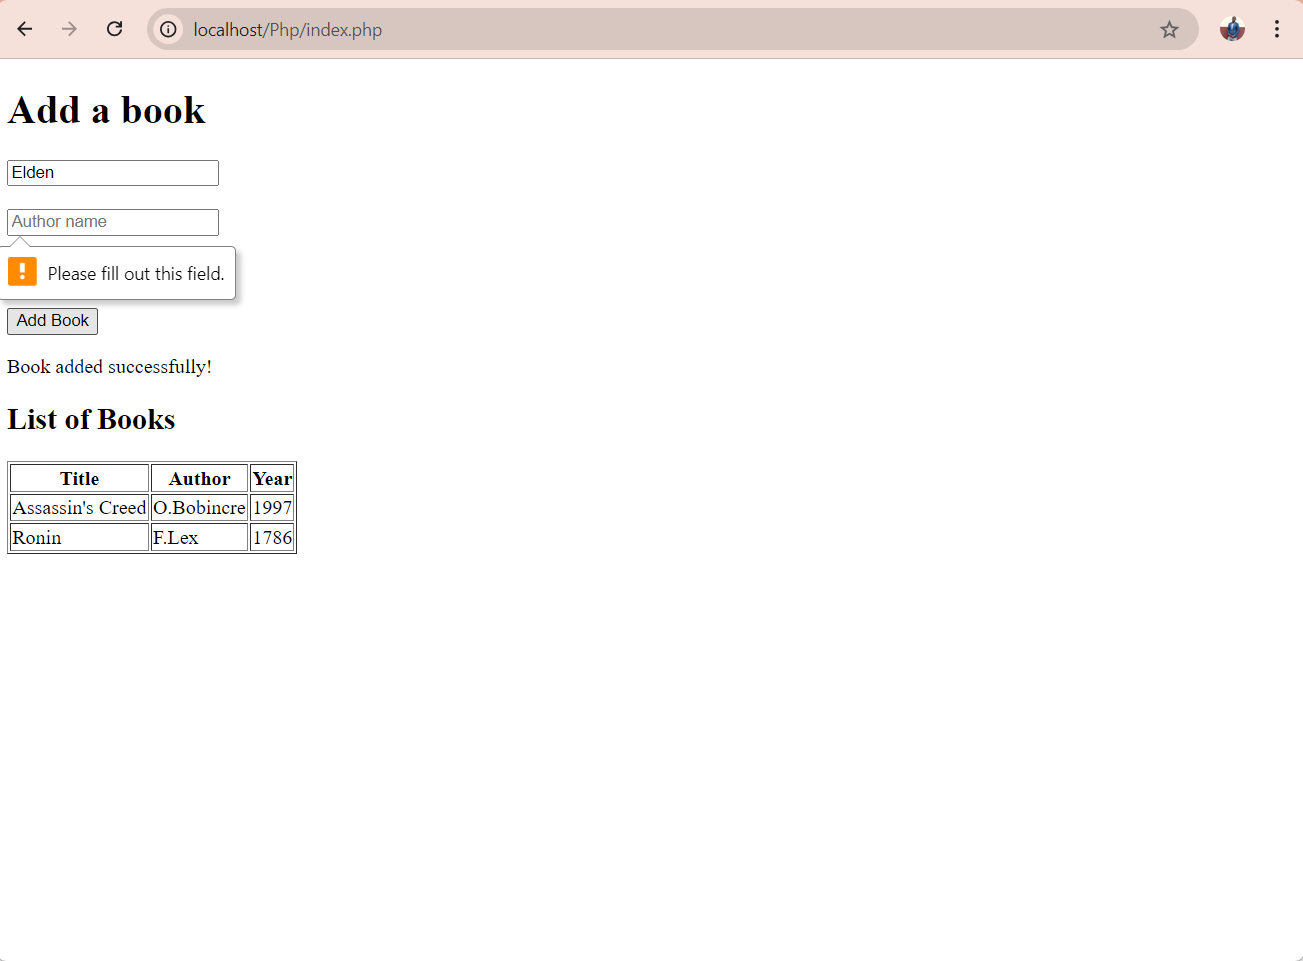 localhost/Php/index.php
Add a book
Elden
Author name
Please fill out this field.
Add Book
Book added successfully!
List of Books
Title Author Year
Assassin's Creed O.Bobincre 1997
Ronin F.Lex 1786